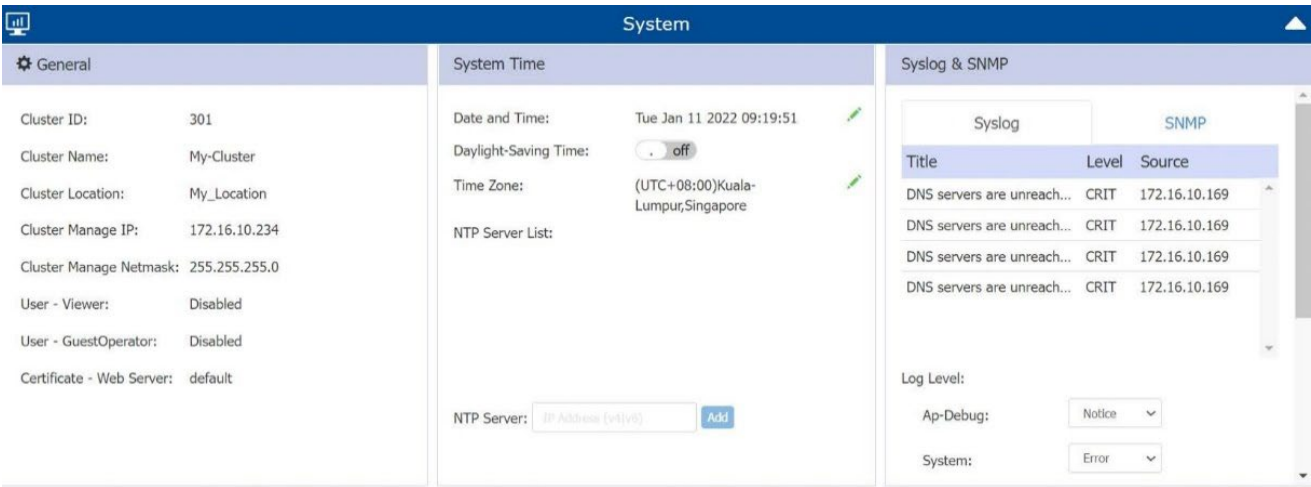 System
General
Cluster ID: 301
Cluster Name: My-Cluster
Cluster Location: My_Location
Cluster Manage IP: 172.16.10.234
Cluster Manage Netmask: 255.255.255.0
User - Viewer: Disabled
User - GuestOperator: Disabled
Certificate - Web Server: default
System Time
Date and Time: Tue Jan 11 2022 09:19:51
Daylight-Saving Time: off
Time Zone: (UTC+08:00)Kuala-
Lumpur,Singapore
NTP Server List:
NTP Server: IP Address (v4|v6) Add
Syslog & SNMP
Syslog SNMP
Title Level Source
DNS servers are unreach... CRIT 172.16.10.169
DNS servers are unreach... CRIT 172.16.10.169
DNS servers are unreach... CRIT 172.16.10.169
DNS servers are unreach... CRIT 172.16.10.169
Log Level:
Ap-Debug: Notice
System: Error